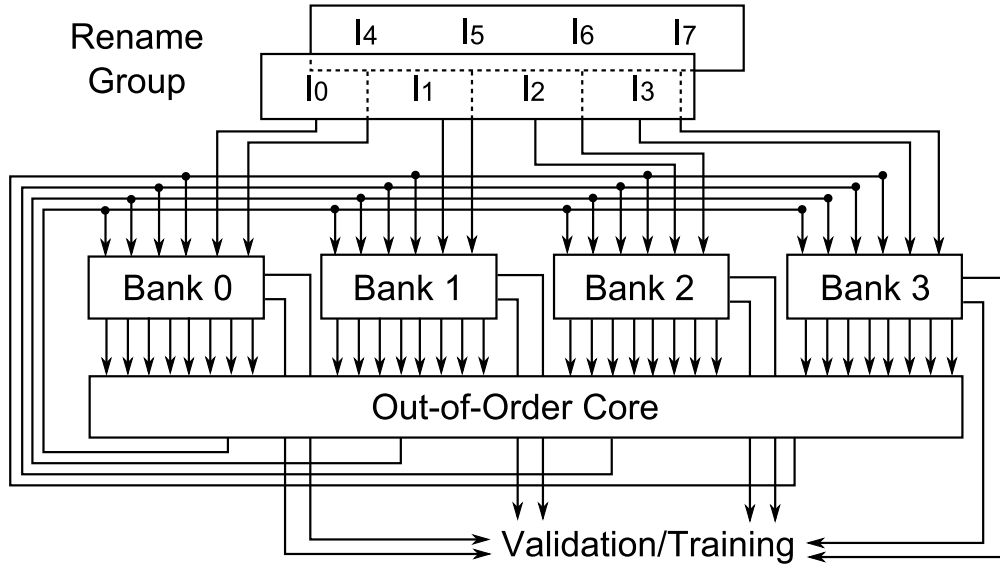 Rename
Group
I4 I5 I6 I7
I0 I1 I2 I3
Bank 0 Bank 1 Bank 2 Bank 3
Out-of-Order Core
Validation/Training